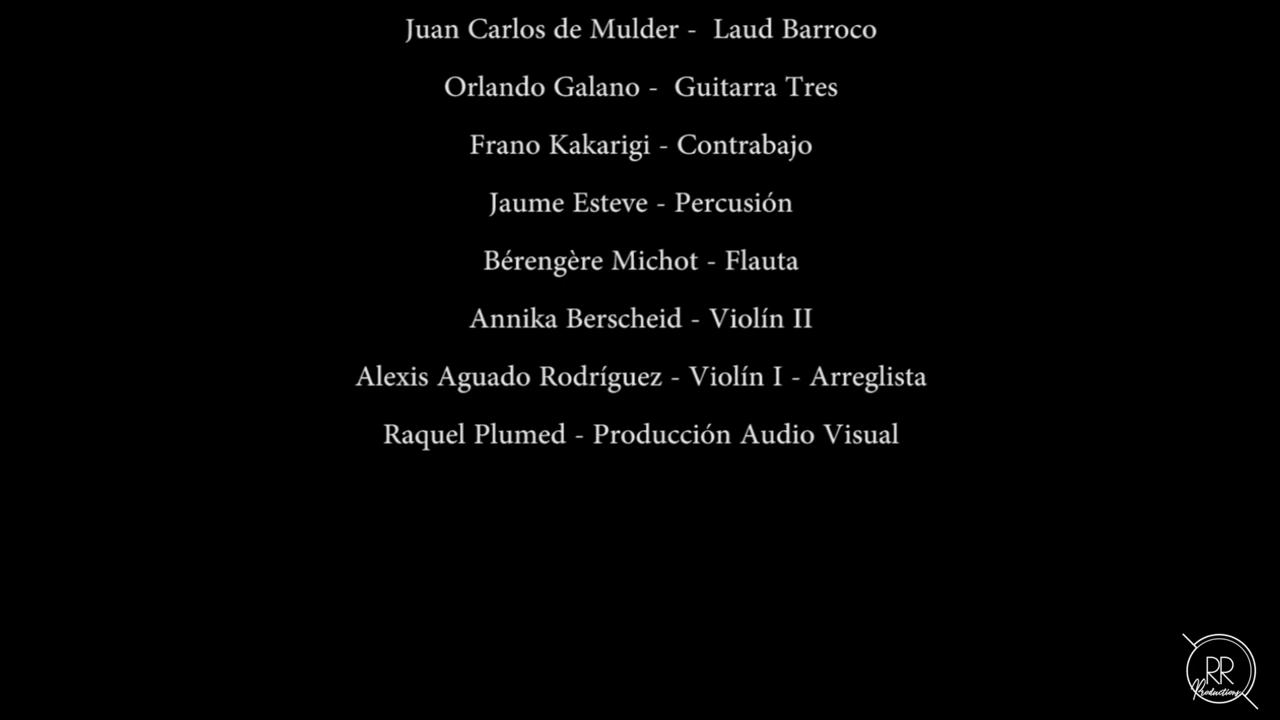 Juan Carlos de Mulder - Laud Barroco
Orlando Galano - Guitarra Tres
Frano Kakarigi - Contrabajo
Jaume Esteve - Percusión
Bérengère Michot - Flauta
Annika Berscheid - Violín II
Alexis Aguado Rodríguez - Violín I - Arreglista
Raquel Plumed - Producción Audio Visual
RR
Productions